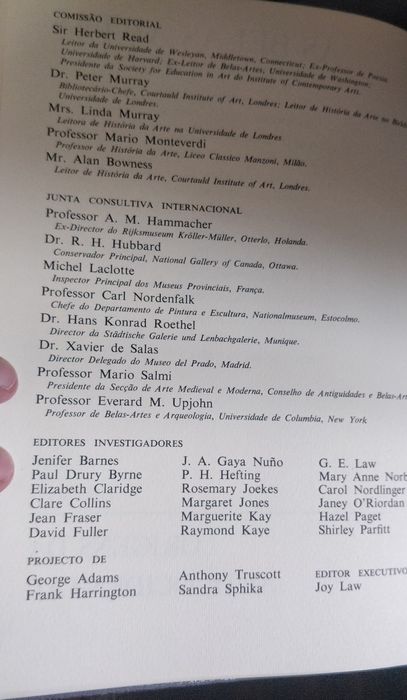 COMISSÃO EDITORIAL
Sir Herbert Read
Leitor da Universidade de Wesleyan, Middletown, Connecticut; Ex-Professor de Poesia,
Universidade de Harvard; Ex-Leitor de Belas-Artes, Universidade de Washington;
Presidente da Society for Education in Art do Institute of Contemporary Arts.
Dr. Peter Murray
Bibliotecário-Chefe, Courtauld Institute of Art, Londres; Leitor de História da Arte na
Universidade de Londres.
Mrs. Linda Murray
Leitora de História da Arte na Universidade de Londres
Professor Mario Monteverdi
Professor de História da Arte, Liceo Classico Manzoni, Milão.
Mr. Alan Bowness
Leitor de História da Arte, Courtauld Institute of Art, Londres.
JUNTA CONSULTIVA INTERNACIONAL
Professor A. M. Hammacher
Ex-Director do Rijksmuseum Kröller-Müller, Otterlo, Holanda.
Dr. R. H. Hubbard
Conservador Principal, National Gallery of Canada, Ottawa.
Michel Laclotte
Inspector Principal dos Museus Provinciais, França.
Professor Carl Nordenfalk
Chefe do Departamento de Pintura e Escultura, Nationalmuseum, Estocolmo.
Dr. Hans Konrad Roethel
Director da Städtische Galerie und Lenbachgalerie, Munique.
Dr. Xavier de Salas
Director Delegado do Museo del Prado, Madrid.
Professor Mario Salmi
Presidente da Secção de Arte Medieval e Moderna, Conselho de Antiguidades e
Professor Everard M. Upjohn
Professor de Belas-Artes e Arqueologia, Universidade de Columbia, New York
EDITORES INVESTIGADORES
Jenifer Barnes J. A. Gaya Nuño G. E. Law
Paul Drury Byrne P. H. Hefting Mary Anne
Elizabeth Claridge Rosemary Joekes Carol Nordlinger
Clare Collins Margaret Jones Janey O'Riordan
Jean Fraser Marguerite Kay Hazel Paget
David Fuller Raymond Kaye Shirley Parfitt
PROJECTO DE
George Adams Anthony Truscott EDITOR EXECUTIVO
Frank Harrington Sandra Sphika Joy Law